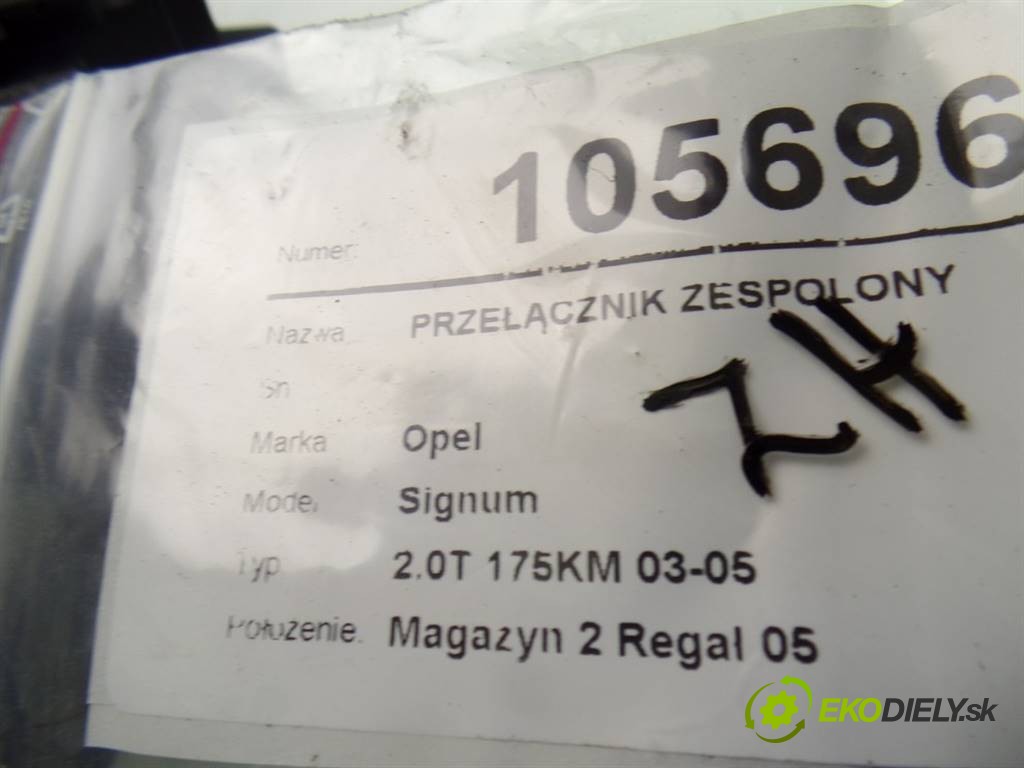 Numer: 105696
Nazwa PRZEŁĄCZNIK ZESPOLONY
Sn
Marka Opel
Model Signum
Typ 2.0T 175KM 03-05
Położenie: Magazyn 2 Regał 05
EKODIELY.sk